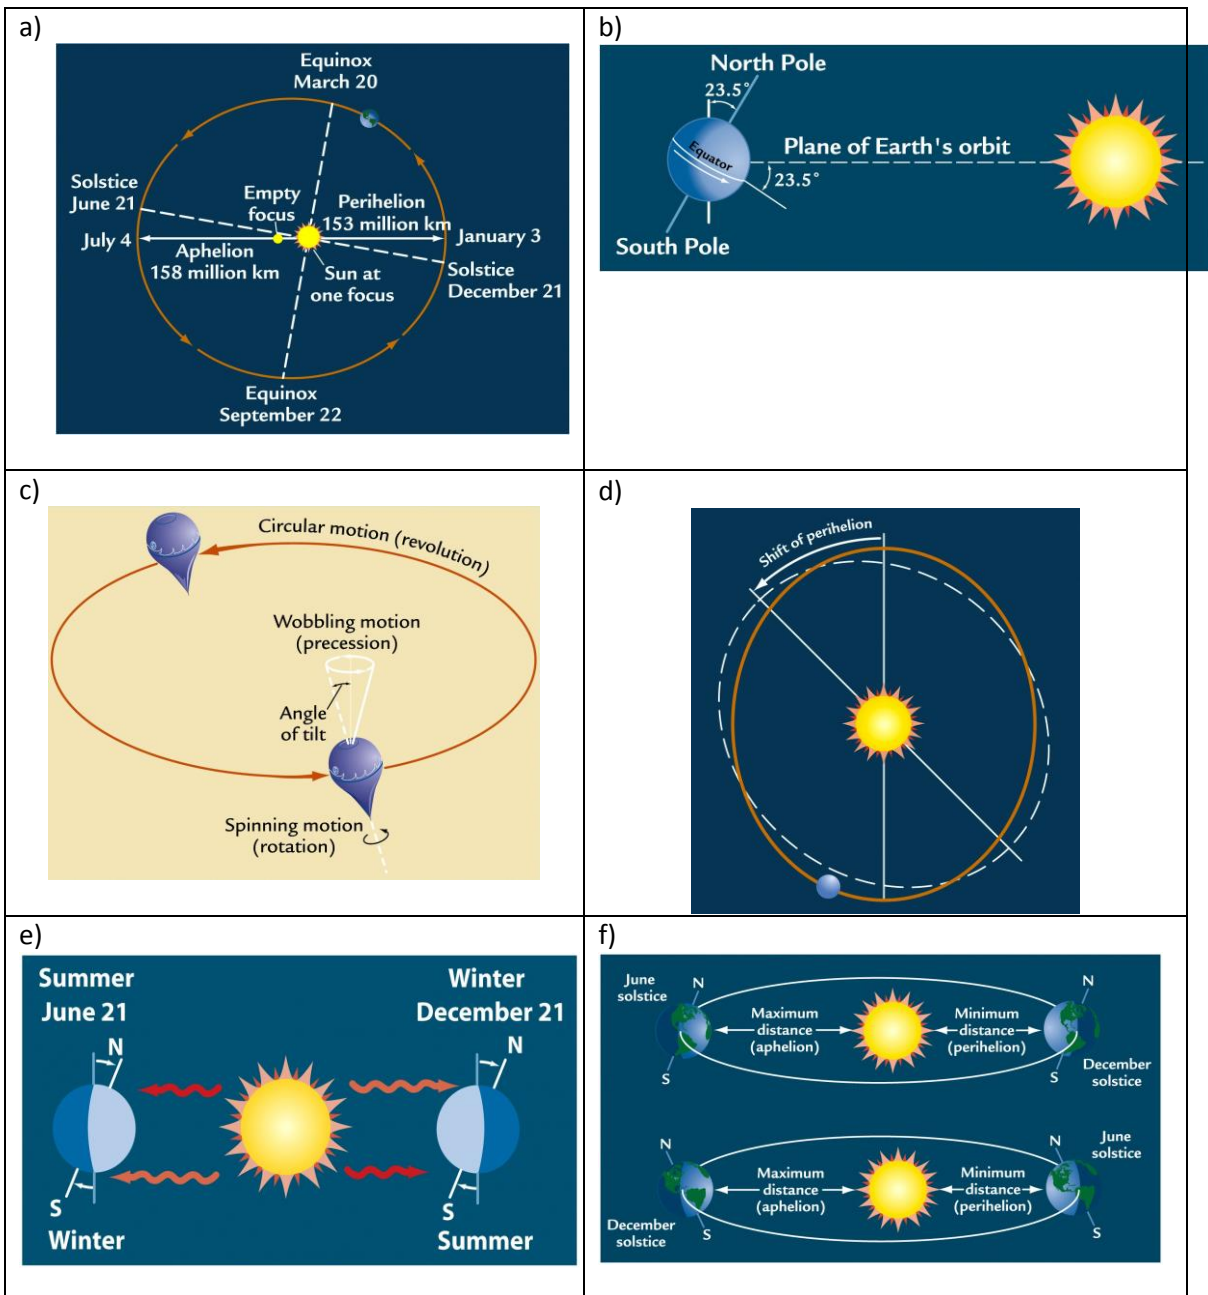 a)
Equinox
March 20
Solstice
June 21
Empty
focus
Perihelion
153 million km
July 4
January 3
Aphelion
158 million km
Sun at
one focus
Solstice
December 21
Equinox
September 22
b)
North Pole
23.5°
Equator
Plane of Earth's orbit
23.5°
South Pole
c)
Circular motion (revolution)
Wobbling motion
(precession)
Angle
of tilt
Spinning motion
(rotation)
d)
Shift of perihelion
e)
Summer
June 21
Winter
December 21
N
N
S
S
Winter
Summer
f)
June
solstice
N
N
Maximum
distance
(aphelion)
Minimum
distance
(perihelion)
S
S
December
solstice
N
N
June
solstice
Maximum
distance
(aphelion)
Minimum
distance
(perihelion)
December
solstice
S
S